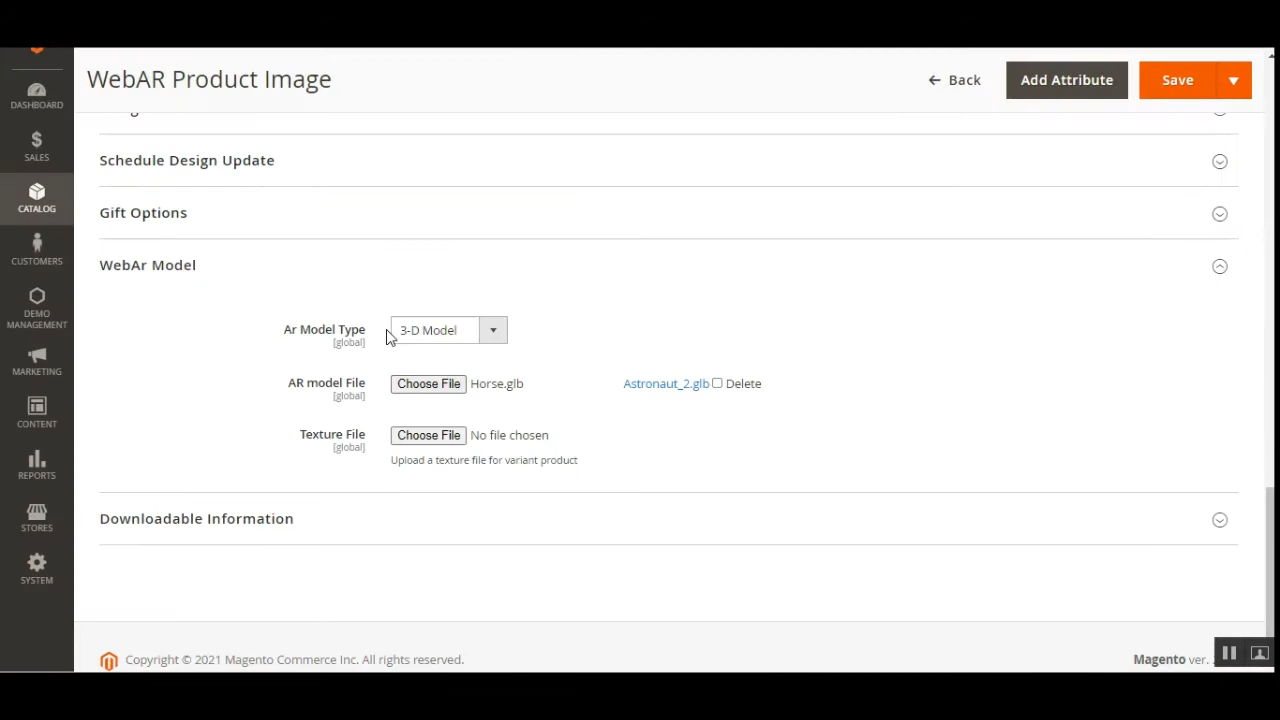 WebAR Product Image
Back
Add Attribute
Save
DASHBOARD
SALES
CATALOG
CUSTOMERS
DEMO
MANAGEMENT
MARKETING
CONTENT
REPORTS
STORES
SYSTEM
Schedule Design Update
Gift Options
WebAr Model
Ar Model Type
[global]
3-D Model
AR model File
[global]
Choose File Horse.glb Astronaut_2.glb Delete
Texture File
[global]
Choose File No file chosen
Upload a texture file for variant product
Downloadable Information
Copyright © 2021 Magento Commerce Inc. All rights reserved.
Magento ver.